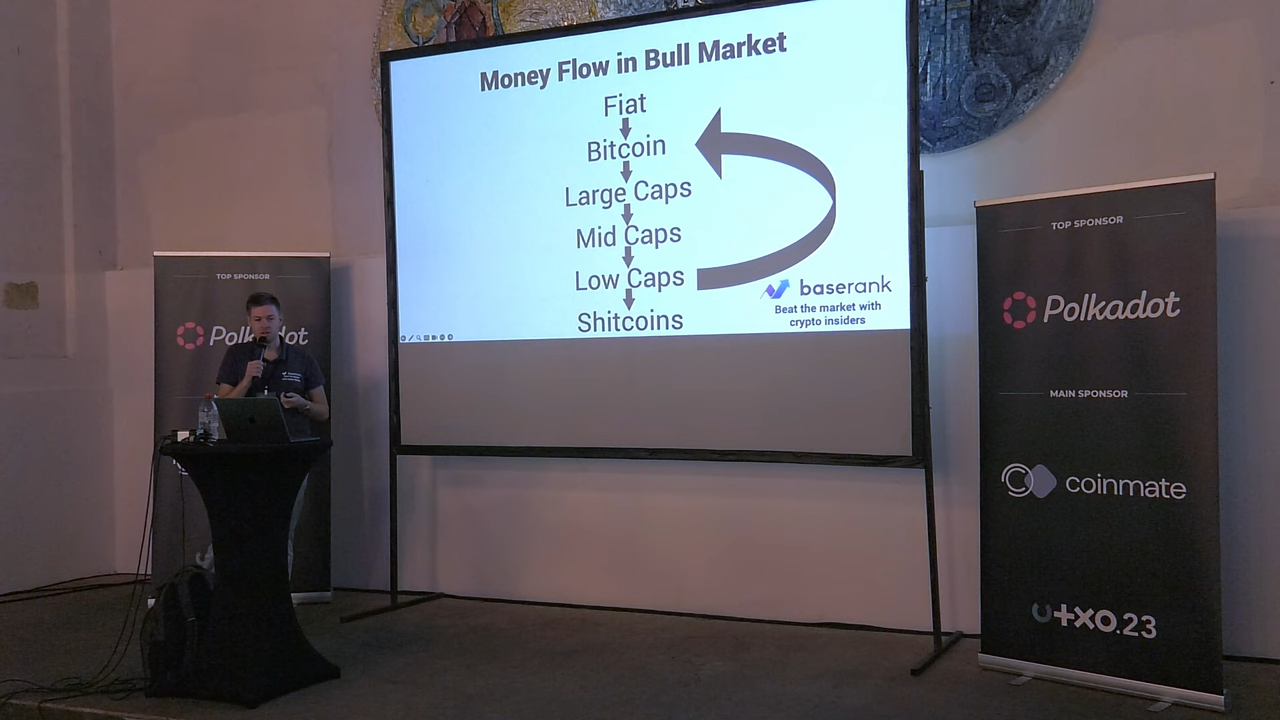 Money Flow in Bull Market
Fiat
Bitcoin
Large Caps
Mid Caps
Low Caps
Shitcoins
baserank
Beat the market with
crypto insiders
TOP SPONSOR
Polkadot
TOP SPONSOR
Polkadot
MAIN SPONSOR
coinmate
utxo.23